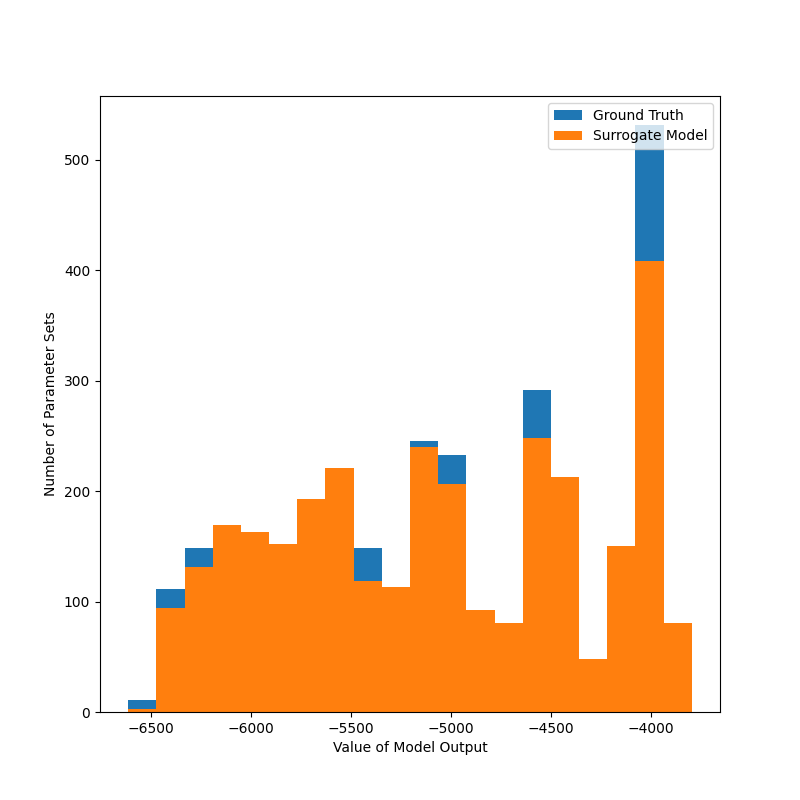 Ground Truth
Surrogate Model
500
400
300
200
100
0
Number of Parameter Sets
−6500 −6000 −5500 −5000 −4500 −4000
Value of Model Output